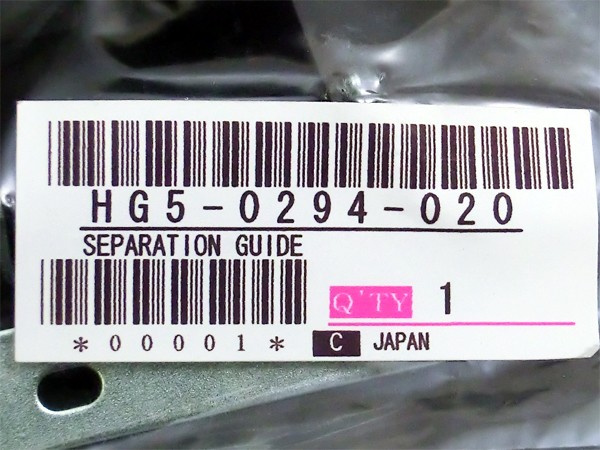 HG5-0294-020
SEPARATION GUIDE
Q'TY 1
*00001* C JAPAN